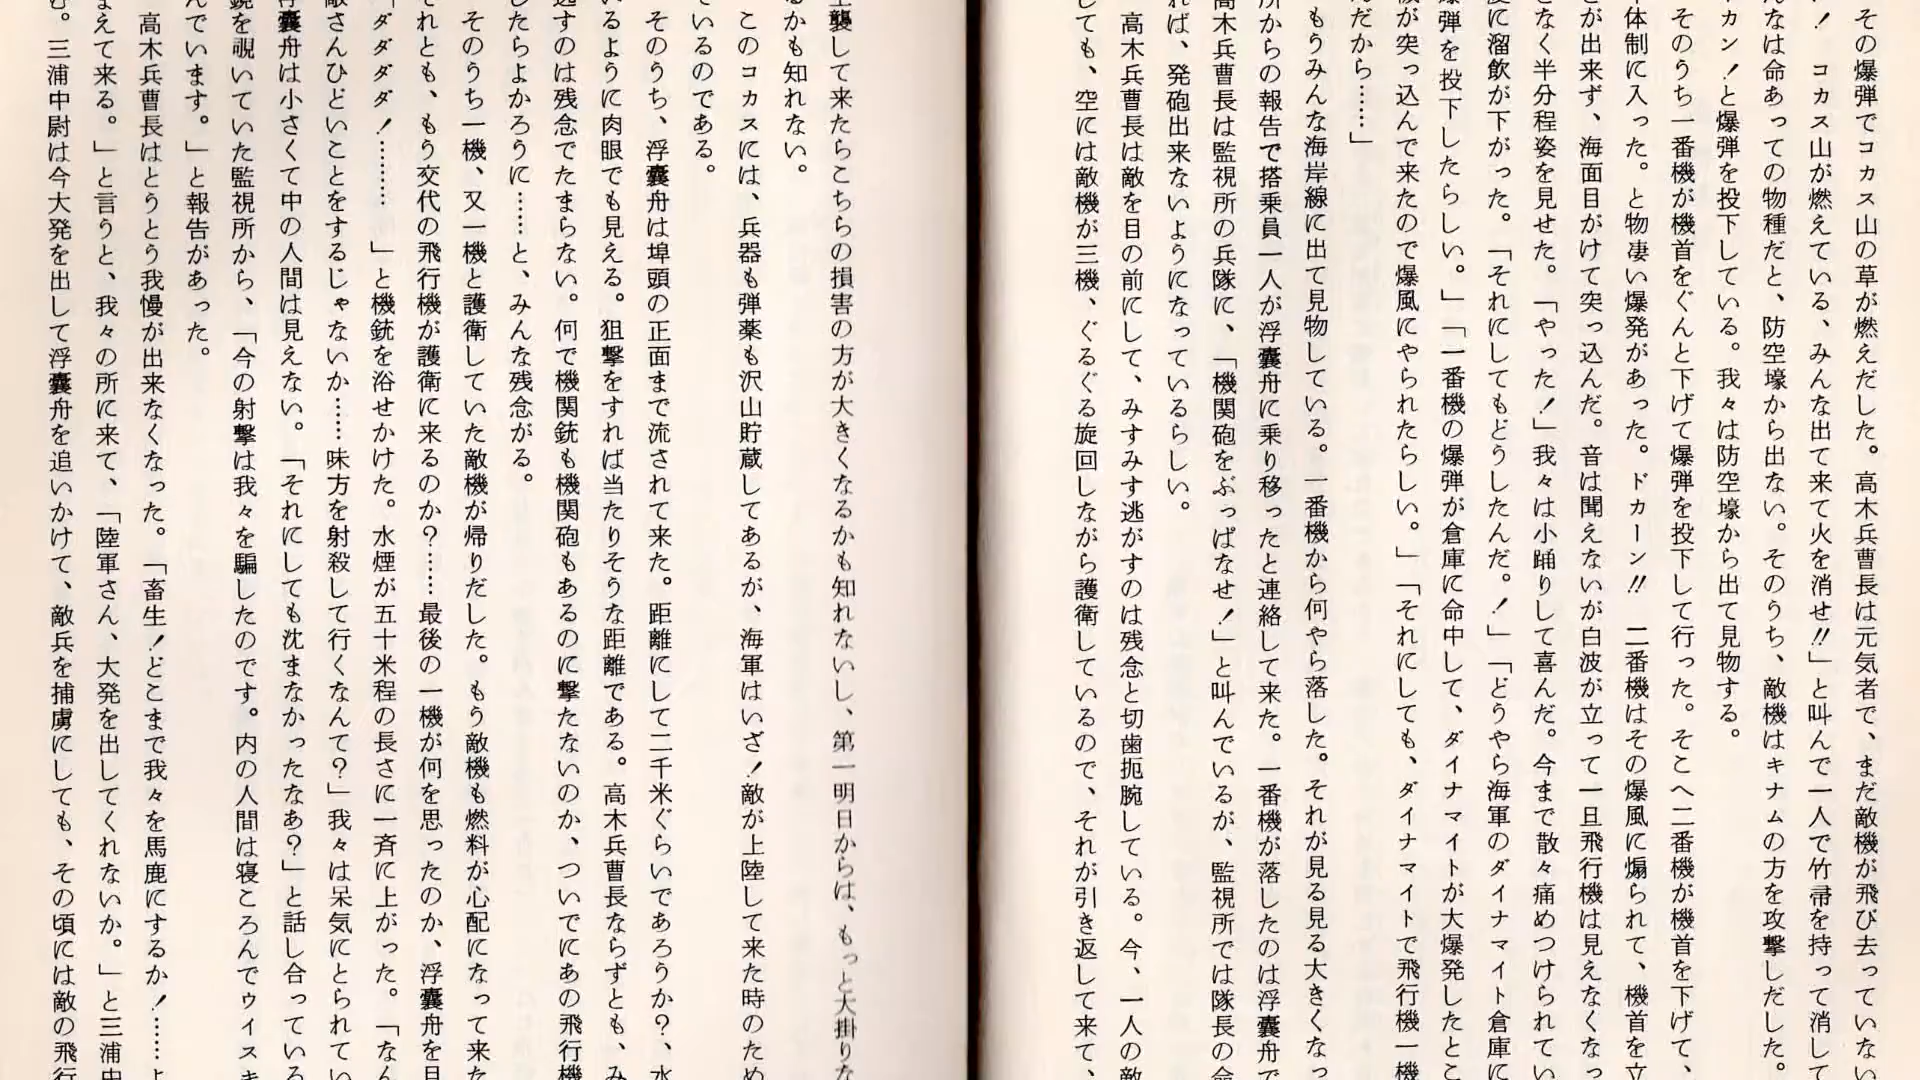 その爆弾でコカス山の草が燃えだした。高木兵曹長は元気者で、まだ敵機が飛び去っていない
！　コカス山が燃えている、みんな出て来て火を消せ!!」と叫んで一人で竹帚を持って消して
んなは命あっての物種だと、防空壕から出ない。そのうち、敵機はキナムの方を攻撃しだした。
カン！と爆弾を投下している。我々は防空壕から出て見物する。
そのうち一番機が機首をぐんと下げて爆弾を投下して行った。そこへ二番機が機首を下げて、
体制に入った。と物凄い爆発があった。ドカーン!!　二番機はその爆風に煽られて、機首を立
が出来ず、海面目がけて突っ込んだ。音は聞えないが白波が立って一旦飛行機は見えなくなっ
なく半分程姿を見せた。「やった！」我々は小踊りして喜んだ。今まで散々痛めつけられてい
に溜飲が下がった。「それにしてもどうしたんだ。！」「どうやら海軍のダイナマイト倉庫に
爆弾を投下したらしい。」「一番機の爆弾が倉庫に命中して、ダイナマイトが大爆発したとこ
機が突っ込んで来たので爆風にやられたらしい。」「それにしても、ダイナマイトで飛行機一機
だから……」
もうみんな海岸線に出て見物している。一番機から何やら落した。それが見る見る大きくなっ
所からの報告で搭乗員一人が浮嚢舟に乗り移ったと連絡して来た。一番機が落したのは浮嚢舟で
高木兵曹長は監視所の兵隊に、「機関砲をぶっぱなせ！」と叫んでいるが、監視所では隊長の命
れば、発砲出来ないようになっているらしい。
高木兵曹長は敵を目の前にして、みすみす逃がすのは残念と切歯扼腕している。今、一人の敵
しても、空には敵機が三機、ぐるぐる旋回しながら護衛しているので、それが引き返して来て、
襲して来たらこちらの損害の方が大きくなるかも知れないし、第一明日からは、もっと大掛りな
るかも知れない。
このコカスには、兵器も弾薬も沢山貯蔵してあるが、海軍はいざ！敵が上陸して来た時のため
ているのである。
そのうち、浮嚢舟は埠頭の正面まで流されて来た。距離にして二千米ぐらいであろうか？、水
いるように肉眼でも見える。狙撃をすれば当たりそうな距離である。高木兵曹長ならずとも、み
逃すのは残念でたまらない。何で機関銃も機関砲もあるのに撃たないのか、ついでにあの飛行機
したらよかろうに……と、みんな残念がる。
そのうち一機、又一機と護衛していた敵機が帰りだした。もう敵機も燃料が心配になって来た
それとも、もう交代の飛行機が護衛に来るのか？……最後の一機が何を思ったのか、浮嚢舟を目
「ダダダダ！………」と機銃を浴せかけた。水煙が五十米程の長さに一斉に上がった。「なん
敵さんひどいことをするじゃないか……味方を射殺して行くなんて？」我々は呆気にとられてい
浮嚢舟は小さくて中の人間は見えない。「それにしても沈まなかったなあ？」と話し合っている
鏡を覗いていた監視所から、「今の射撃は我々を騙したのです。内の人間は寝ころんでウイスキ
んでいます。」と報告があった。
高木兵曹長はとうとう我慢が出来なくなった。「畜生！どこまで我々を馬鹿にするか！……よ
まえて来る。」と言うと、我々の所に来て、「陸軍さん、大発を出してくれないか。」と三浦中
む。三浦中尉は今大発を出して浮嚢舟を追いかけて、敵兵を捕虜にしても、その頃には敵の飛行